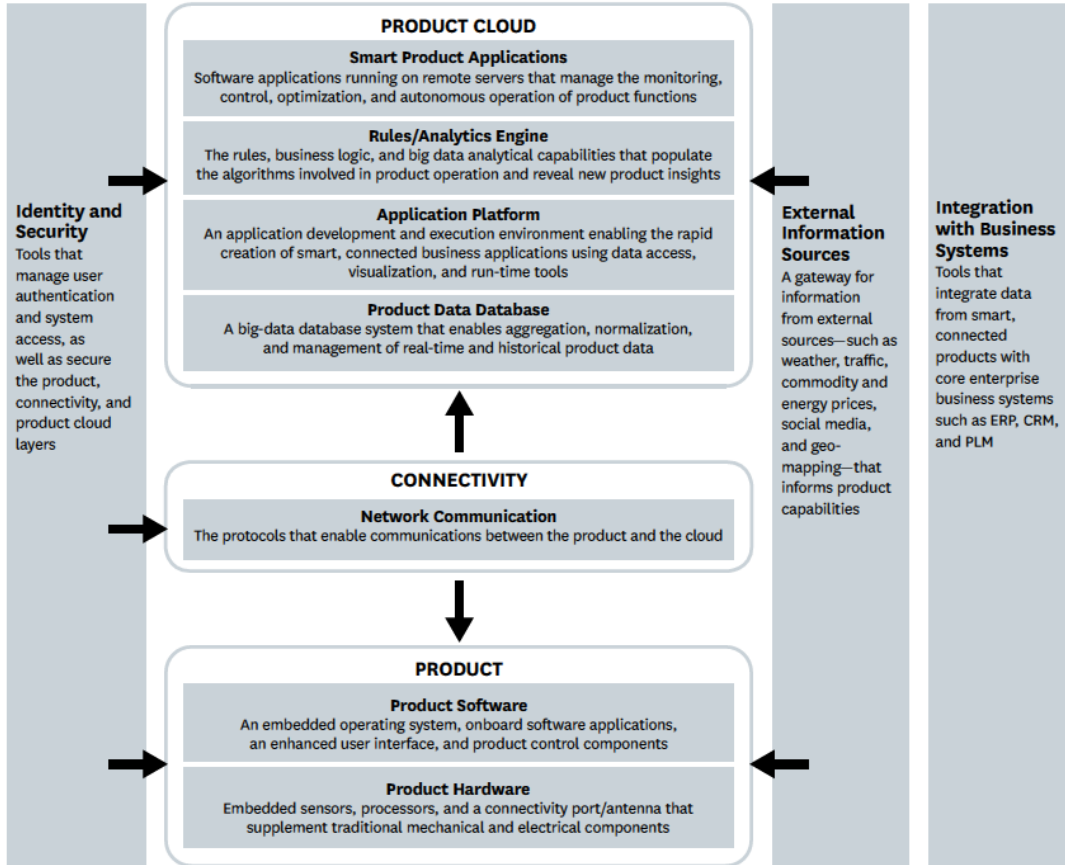 PRODUCT CLOUD
Smart Product Applications
Software applications running on remote servers that manage the monitoring,
control, optimization, and autonomous operation of product functions
Rules/Analytics Engine
The rules, business logic, and big data analytical capabilities that populate
the algorithms involved in product operation and reveal new product insights
Application Platform
An application development and execution environment enabling the rapid
creation of smart, connected business applications using data access,
visualization, and run-time tools
Product Data Database
A big-data database system that enables aggregation, normalization,
and management of real-time and historical product data
CONNECTIVITY
Network Communication
The protocols that enable communications between the product and the cloud
PRODUCT
Product Software
An embedded operating system, onboard software applications,
an enhanced user interface, and product control components
Product Hardware
Embedded sensors, processors, and a connectivity port/antenna that
supplement traditional mechanical and electrical components
Identity and
Security
Tools that
manage user
authentication
and system
access, as
well as secure
the product,
connectivity, and
product cloud
layers
External
Information
Sources
A gateway for
information
from external
sources—such as
weather, traffic,
commodity and
energy prices,
social media,
and geo-
mapping—that
informs product
capabilities
Integration
with Business
Systems
Tools that
integrate data
from smart,
connected
products with
core enterprise
business systems
such as ERP, CRM,
and PLM